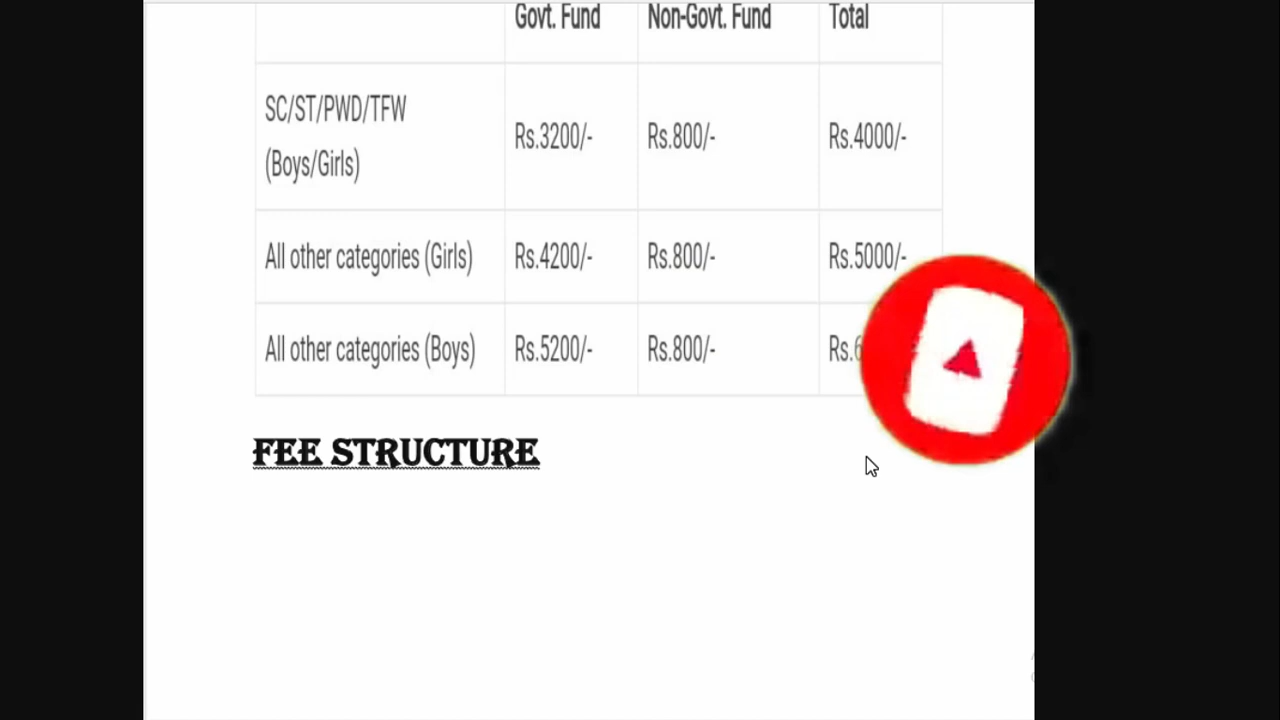 Govt. Fund Non-Govt. Fund Total
SC/ST/PWD/TFW
(Boys/Girls)
Rs.3200/- Rs.800/- Rs.4000/-
All other categories (Girls) Rs.4200/- Rs.800/- Rs.5000/-
All other categories (Boys) Rs.5200/- Rs.800/-
FEE STRUCTURE